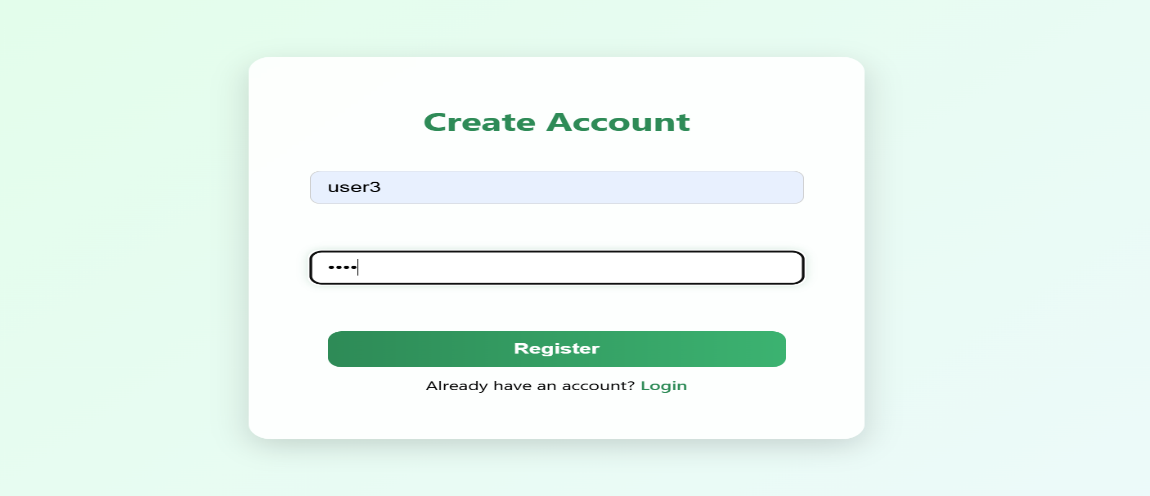 Create Account
user3
••••
Register
Already have an account? Login